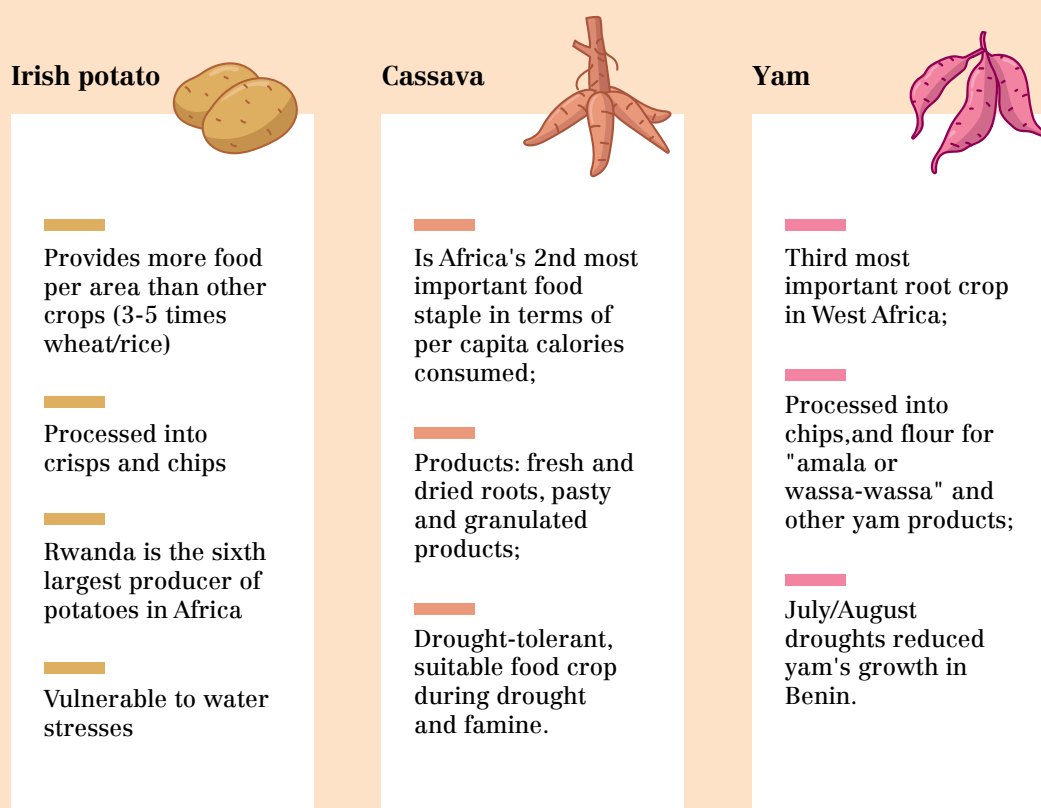 Irish potato
Provides more food
per area than other
crops (3-5 times
wheat/rice)
Processed into
crisps and chips
Rwanda is the sixth
largest producer of
potatoes in Africa
Vulnerable to water
stresses
Cassava
Is Africa's 2nd most
important food
staple in terms of
per capita calories
consumed;
Products: fresh and
dried roots, pasty
and granulated
products;
Drought-tolerant,
suitable food crop
during drought
and famine.
Yam
Third most
important root crop
in West Africa;
Processed into
chips,and flour for
"amala or
wassa-wassa" and
other yam products;
July/August
droughts reduced
yam's growth in
Benin.